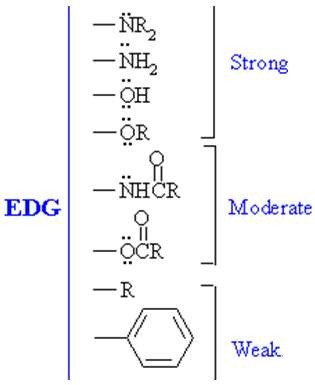 —N̈R₂
—N̈H₂
Strong
—ÖH
—ÖR
O
—N̈HCR
EDG
Moderate
O
—ÖCR
—R
Weak